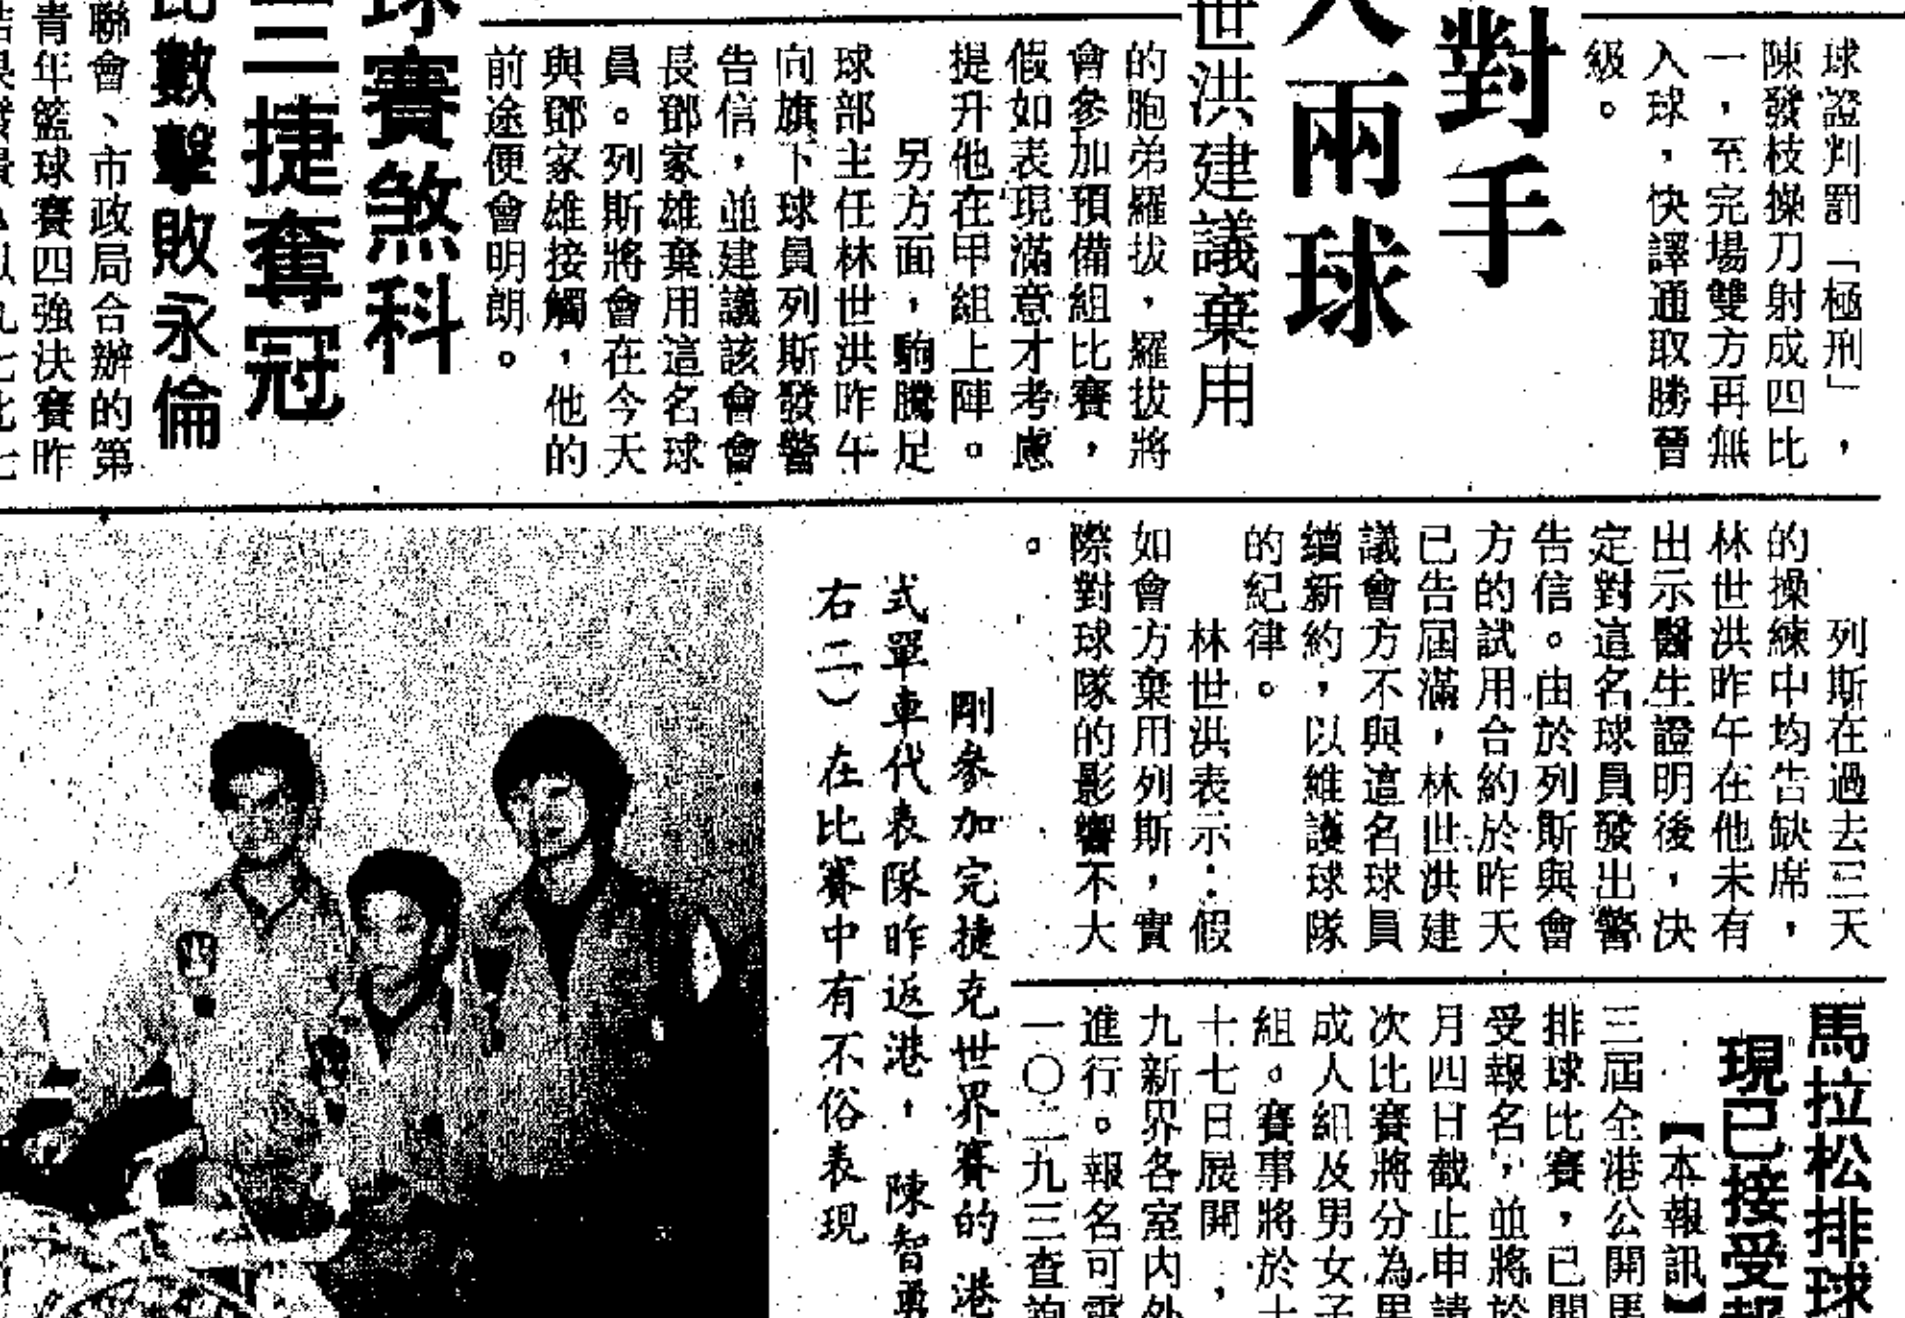 球證判罰「極刑」，
陳發枝操刀射成四比
一，至完場雙方再無
入球，快譯通取勝晉
級。
對手
入兩球
世洪建議棄用
的胞弟羅拔，羅拔將
會參加預備組比賽，
假如表現滿意才考慮
提升他在甲組上陣。
另方面，駒騰足
球部主任林世洪昨午
向旗下球員列斯發警
告信，並建議該會會
長鄧家雄棄用這名球
員。列斯將會在今天
與鄧家雄接觸，他的
前途便會明朗。
球賽煞科
三捷奪冠
比數擊敗永倫
聯會、市政局合辦的第
青年籃球賽四強決賽昨
列斯在過去三天
的操練中均告缺席，
林世洪昨午在他未有
出示醫生證明後，決
定對這名球員發出警
告信。由於列斯與會
方的試用合約於昨天
已告屆滿，林世洪建
議會方不與這名球員
續新約，以維護球隊
的紀律。
林世洪表示：假
如會方棄用列斯，實
際對球隊的影響不大
。
剛參加完捷克世界賽的港
式單車代表隊昨返港，陳智勇
右二）在比賽中有不俗表現
馬拉松排球
現已接受報
【本報訊】
三屆全港公開馬
排球比賽，已開
受報名，並將於
月四日截止申請
次比賽將分為男
成人組及男女子
組。賽事將於十
十七日展開，
九新界各室內外
進行。報名可電
一〇二九三查詢